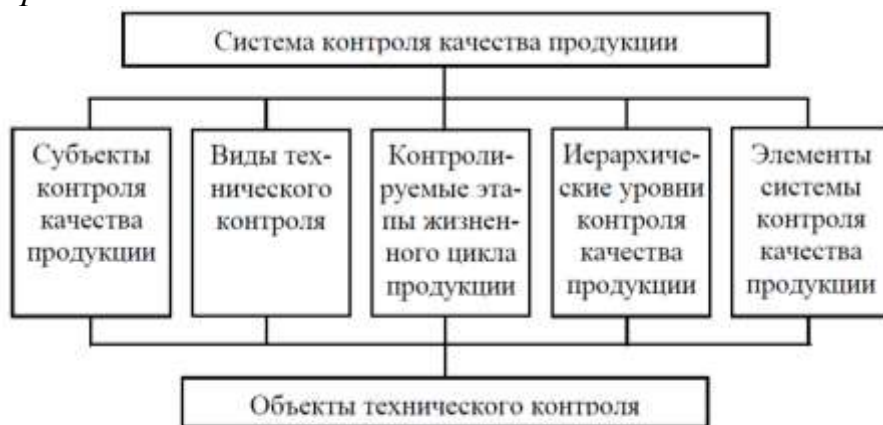 Система контроля качества продукции
Субъекты
контроля
качества
продукции
Виды тех-
нического
контроля
Контроли-
руемые эта-
пы жизнен-
ного цикла
продукции
Иерархиче-
ские уровни
контроля
качества
продукции
Элементы
системы
контроля
качества
продукции
Объекты технического контроля